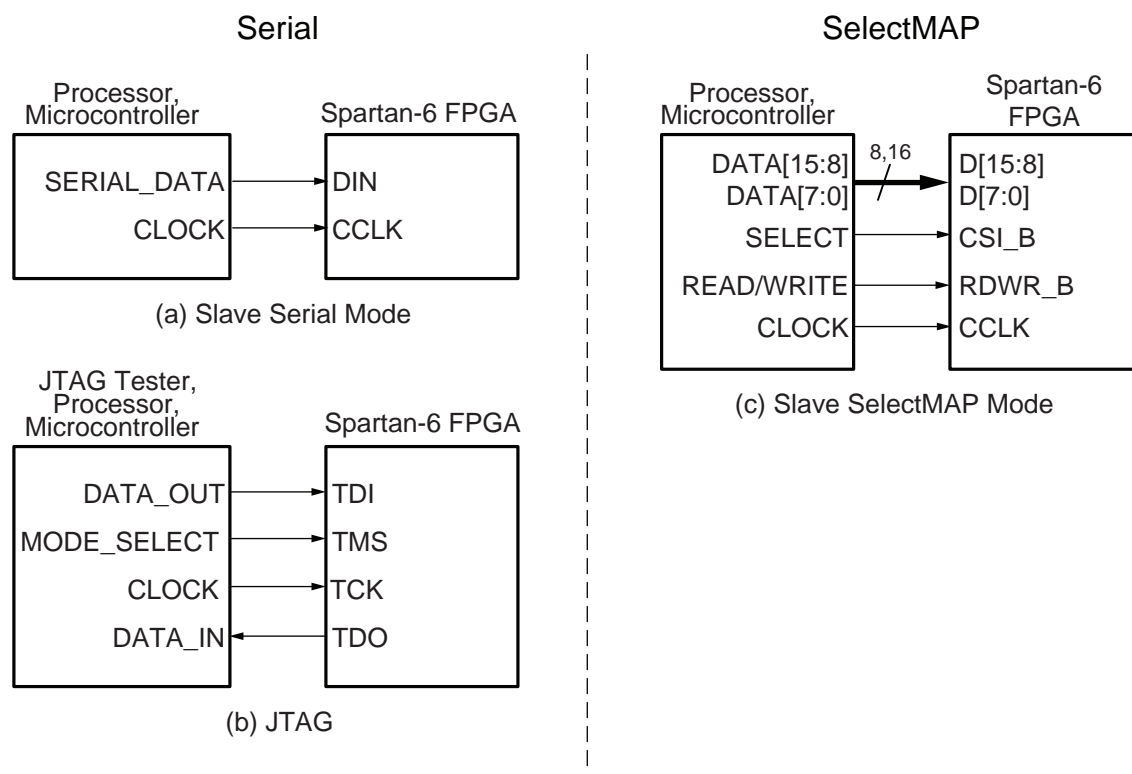 Serial
Processor,
Microcontroller
Spartan-6 FPGA
SERIAL_DATA
DIN
CLOCK
CCLK
(a) Slave Serial Mode
JTAG Tester,
Processor,
Microcontroller
Spartan-6 FPGA
DATA_OUT
TDI
MODE_SELECT
TMS
CLOCK
TCK
DATA_IN
TDO
(b) JTAG
SelectMAP
Processor,
Microcontroller
Spartan-6
FPGA
8,16
DATA[15:8]
D[15:8]
DATA[7:0]
D[7:0]
SELECT
CSI_B
READ/WRITE
RDWR_B
CLOCK
CCLK
(c) Slave SelectMAP Mode